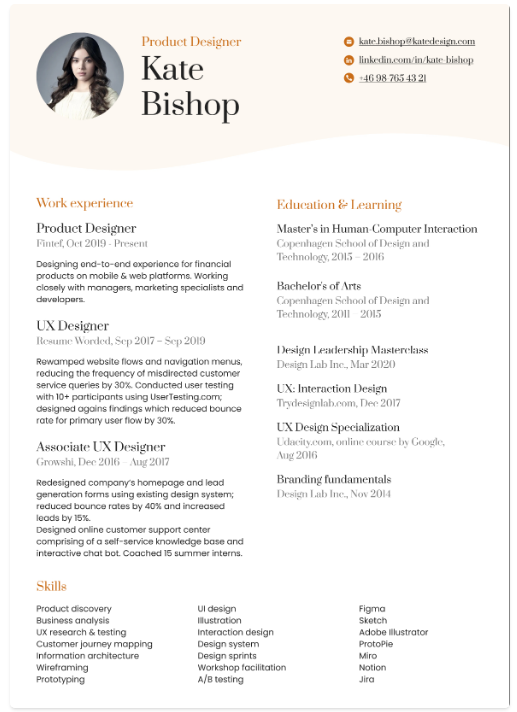 Product Designer
Kate
Bishop
kate.bishop@katedesign.com
linkedin.com/in/kate-bishop
+46 98 765 43 21
Work experience
Product Designer
Fintef, Oct 2019 - Present
Designing end-to-end experience for financial
products on mobile & web platforms. Working
closely with managers, marketing specialists and
developers.
UX Designer
Resume Worded, Sep 2017 – Sep 2019
Rewamped website flows and navigation menus,
reducing the frequency of misdirected customer
service queries by 30%. Conducted user testing
with 10+ participants using UserTesting.com;
designed agains findings which reduced bounce
rate for primary user flow by 30%.
Associate UX Designer
Growshi, Dec 2016 – Aug 2017
Redesigned company's homepage and lead
generation forms using existing design system;
reduced bounce rates by 40% and increased
leads by 15%.
Designed online customer support center
comprising of a self-service knowledge base and
interactive chat bot. Coached 15 summer interns.
Education & Learning
Master's in Human-Computer Interaction
Copenhagen School of Design and
Technology, 2015 – 2016
Bachelor's of Arts
Copenhagen School of Design and
Technology, 2011 – 2015
Design Leadership Masterclass
Design Lab Inc., Mar 2020
UX: Interaction Design
Trydesignlab.com, Dec 2017
UX Design Specialization
Udacity.com, online course by Google,
Aug 2016
Branding fundamentals
Design Lab Inc., Nov 2014
Skills
Product discovery
Business analysis
UX research & testing
Customer journey mapping
Information architecture
Wireframing
Prototyping
UI design
Illustration
Interaction design
Design system
Design sprints
Workshop facilitation
A/B testing
Figma
Sketch
Adobe Illustrator
ProtoPie
Miro
Notion
Jira